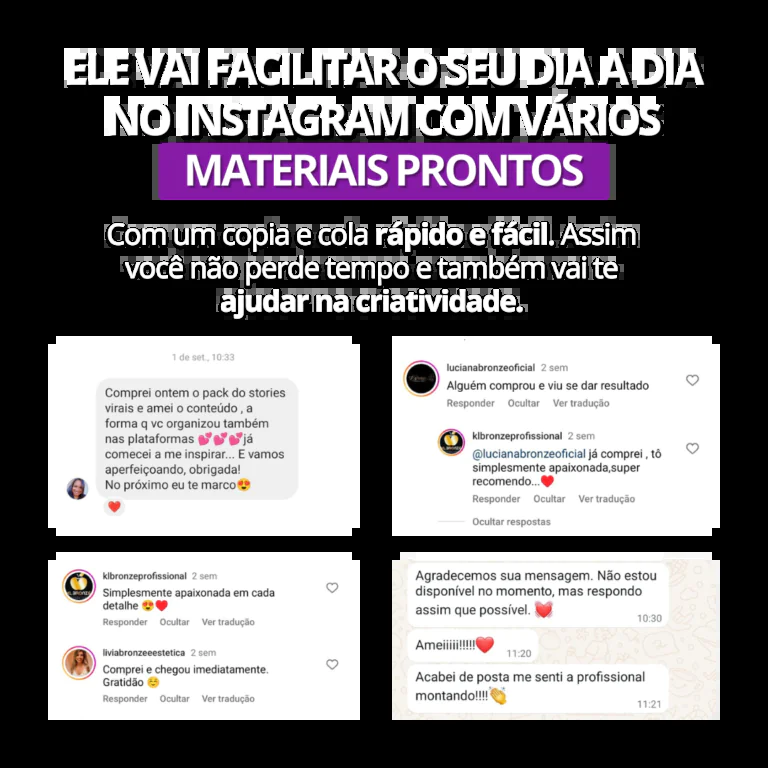 ELE VAI FACILITAR O SEU DIA A DIA
NO INSTAGRAM COM VÁRIOS
MATERIAIS PRONTOS
Com um copia e cola rápido e fácil. Assim
você não perde tempo e também vai te
ajudar na criatividade.
1 de set., 10:33
Comprei ontem o pack do stories
virais e amei o conteúdo , a
forma q vc organizou também
nas plataformas 💕💕💕já
comecei a me inspirar... E vamos
aperfeiçoando, obrigada!
No próximo eu te marco😍
❤️
lucianabronzeoficial 2 sem
Alguém comprou e viu se dar resultado
Responder Ocultar Ver tradução
klbronzeprofissional 2 sem
@lucianabronzeoficial já comprei , tô
simplesmente apaixonada,super
recomendo...❤️
Responder Ocultar Ver tradução
Ocultar respostas
klbronzeprofissional 2 sem
Simplesmente apaixonada em cada
detalhe 😍❤️
Responder Ocultar Ver tradução
liviabronzeeestetica 2 sem
Comprei e chegou imediatamente.
Gratidão ☺️
Responder Ocultar Ver tradução
Agradecemos sua mensagem. Não estou
disponível no momento, mas respondo
assim que possível. 💓
10:30
Ameiiiii!!!!!❤️
11:20
Acabei de posta me senti a profissional
montando!!!!👏
11:21